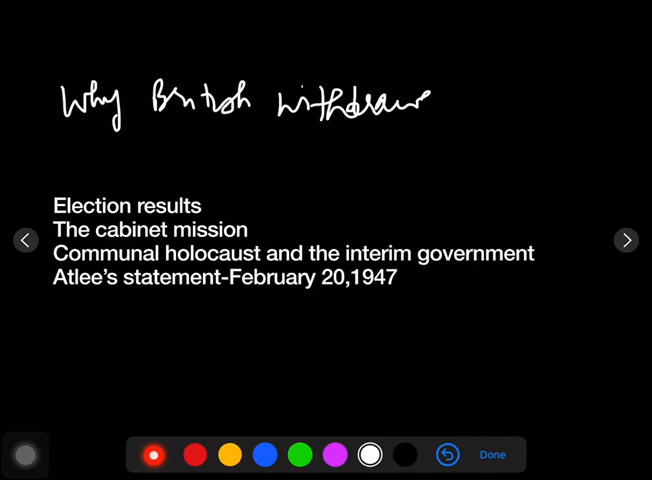 Why British withdrawe
Election results
The cabinet mission
Communal holocaust and the interim government
Atlee's statement-February 20,1947
Done